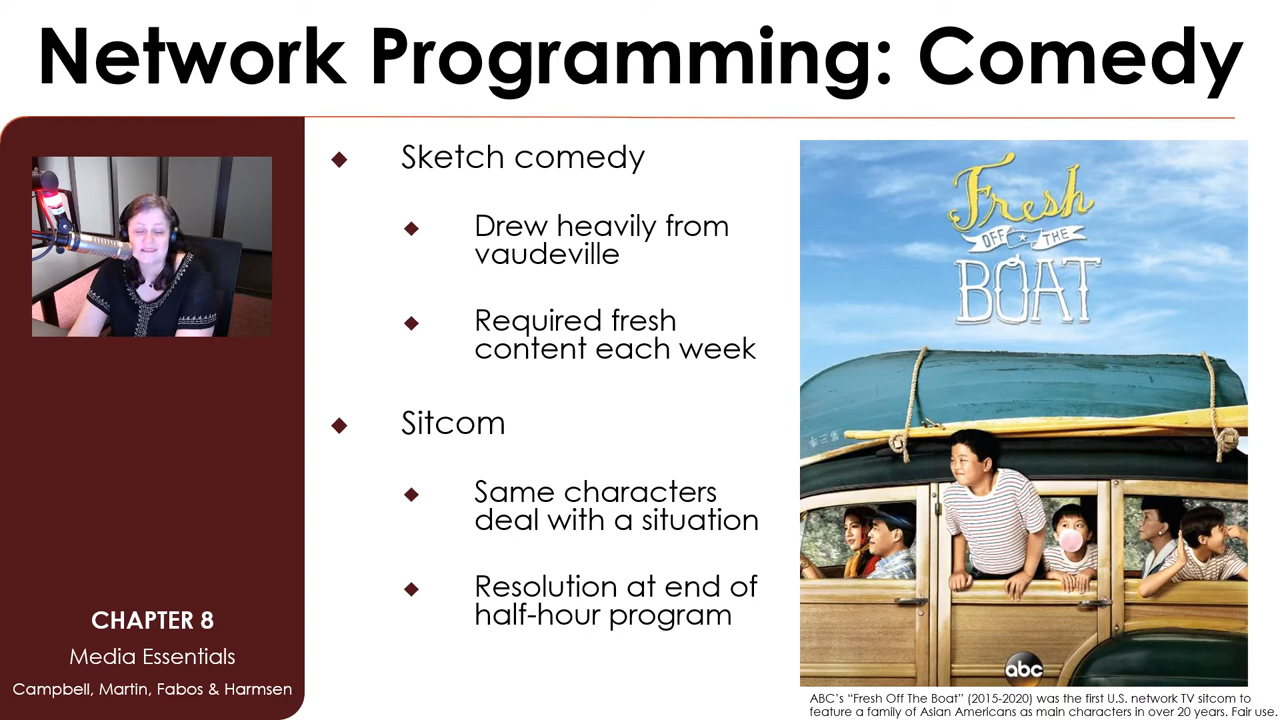 Network Programming: Comedy
Sketch comedy
Drew heavily from
vaudeville
Required fresh
content each week
Sitcom
Same characters
deal with a situation
Resolution at end of
half-hour program
CHAPTER 8
Media Essentials
Campbell, Martin, Fabos & Harmsen
Fresh
OFF THE
BOAT
第三季
abc
ABC's “Fresh Off The Boat” (2015-2020) was the first U.S. network TV sitcom to
feature a family of Asian Americans as main characters in over 20 years. Fair use.